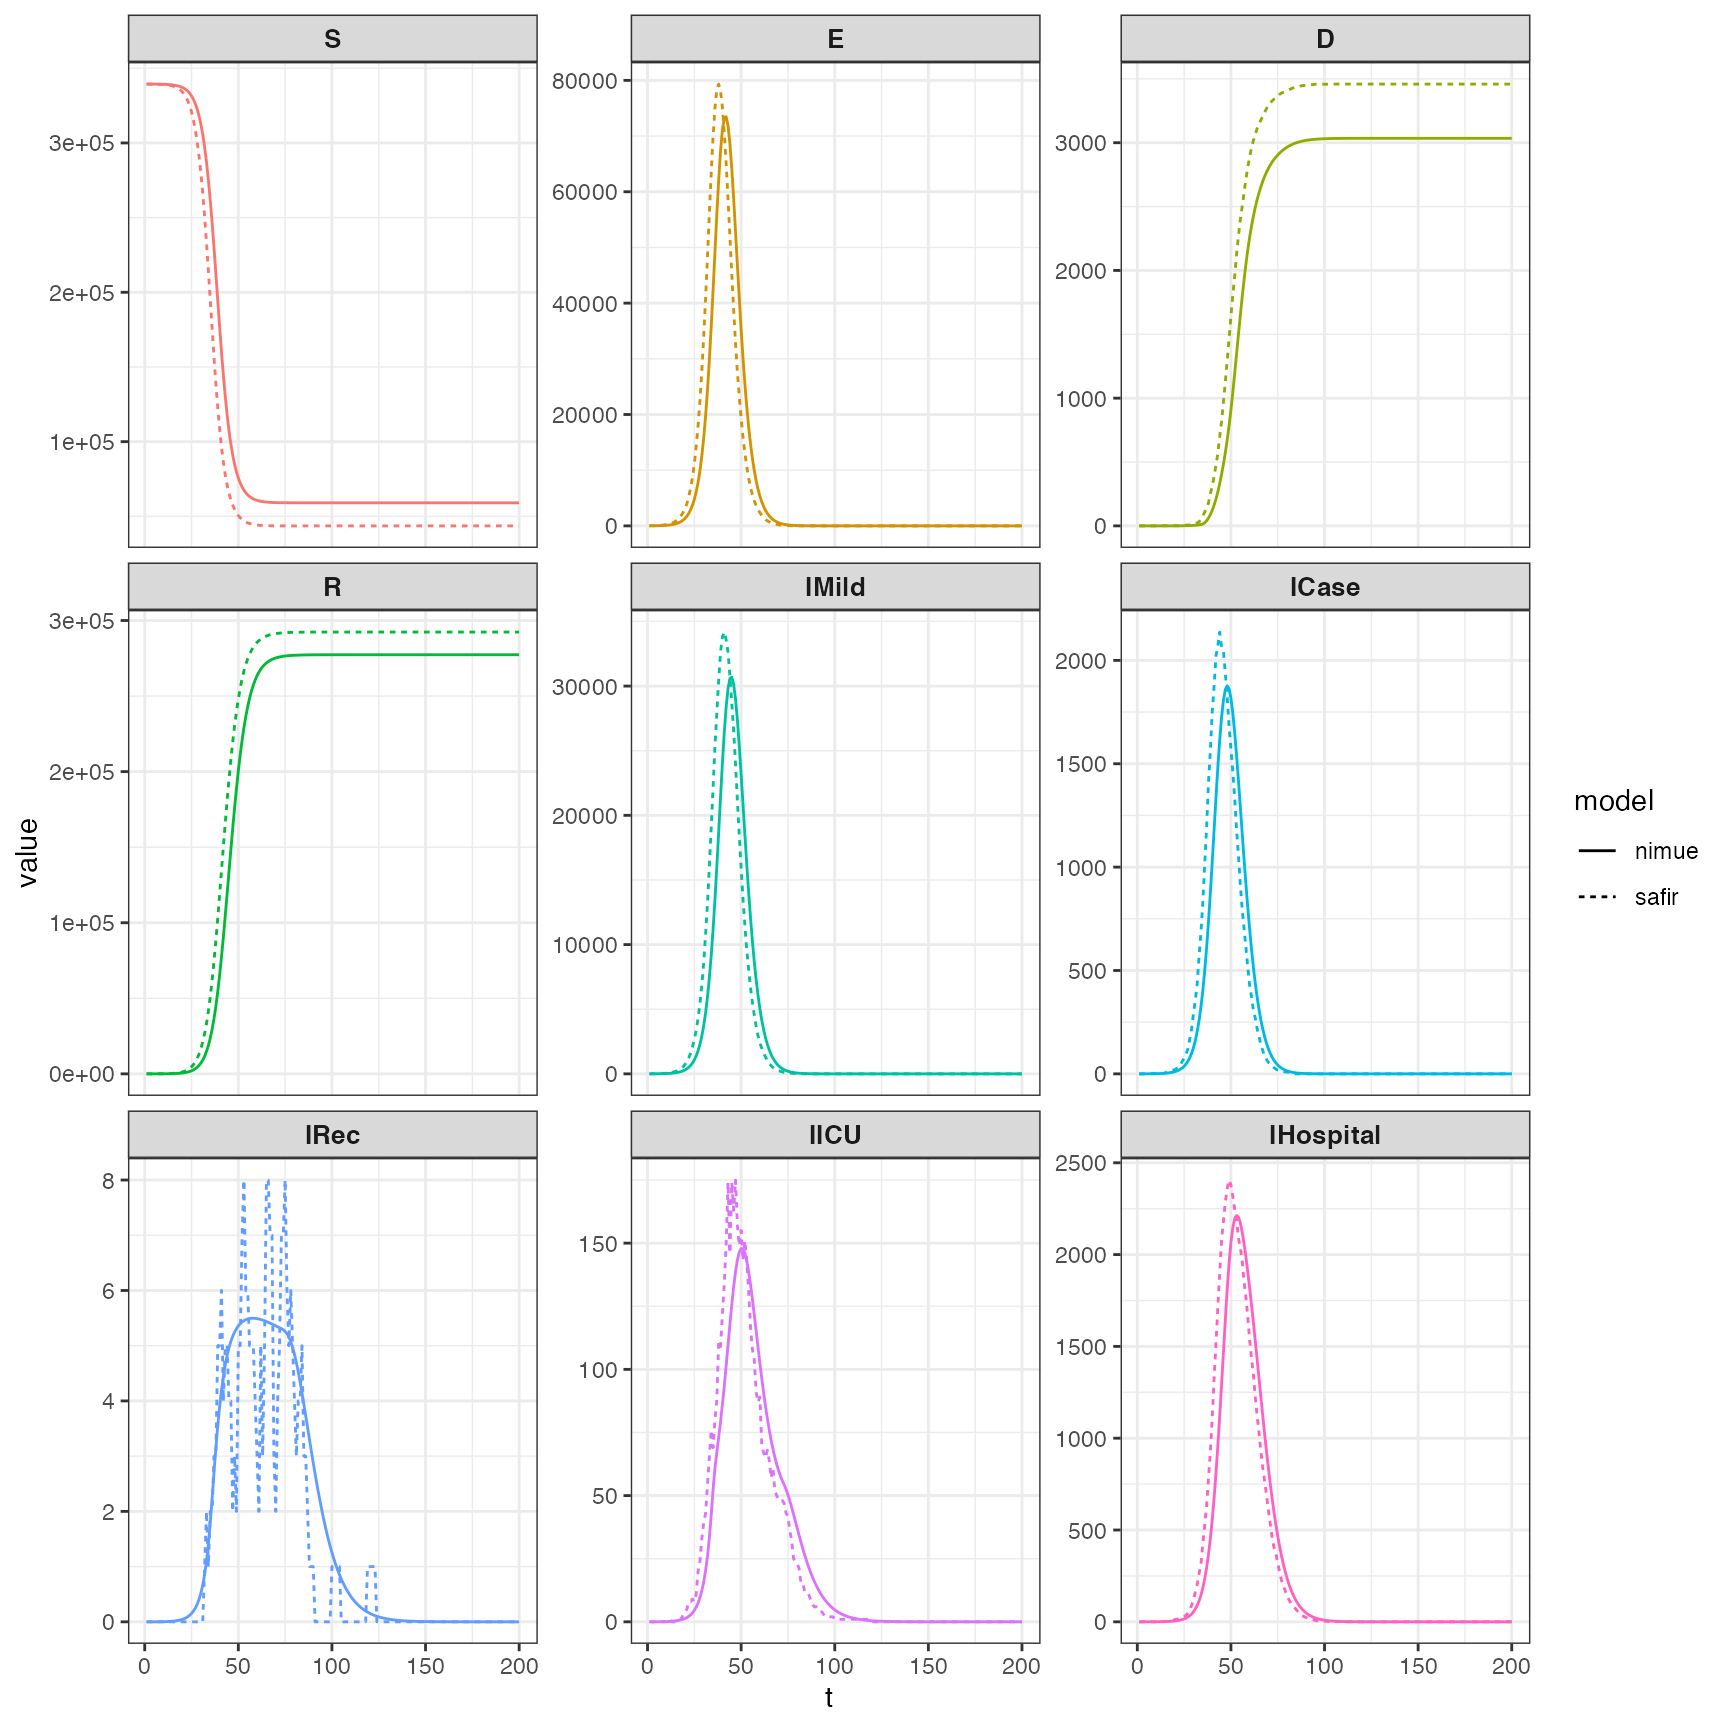 S
E
D
3e+05
2e+05
1e+05
80000
60000
40000
20000
0
3000
2000
1000
0
R
IMild
ICase
3e+05
2e+05
1e+05
0e+00
30000
20000
10000
0
2000
1500
1000
500
0
IRec
IICU
IHospital
8
6
4
2
0
150
100
50
0
2500
2000
1500
1000
500
0
0 50 100 150 200
0 50 100 150 200
0 50 100 150 200
t
value
model
nimue
safir